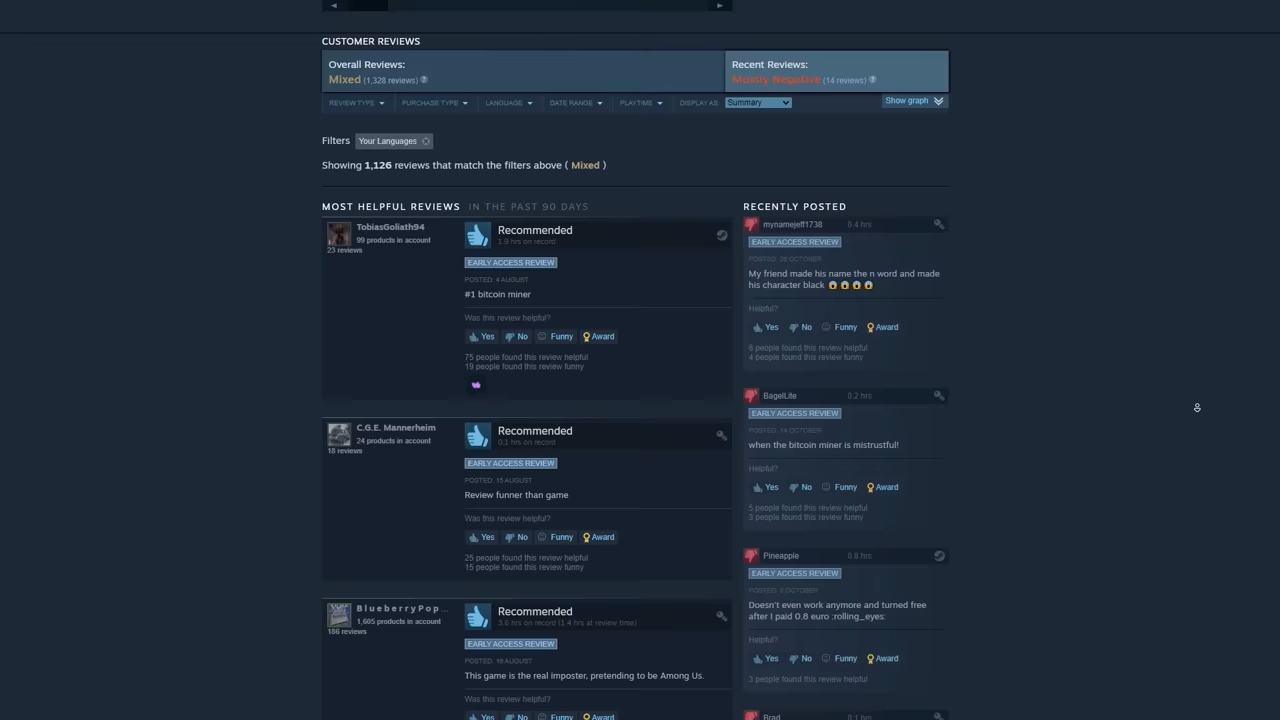 CUSTOMER REVIEWS
Overall Reviews:
Mixed (1,328 reviews) ?
Recent Reviews:
Mostly Negative (14 reviews) ?
REVIEW TYPE PURCHASE TYPE LANGUAGE DATE RANGE PLAYTIME DISPLAY AS Summary Show graph
Filters Your Languages
Showing 1,126 reviews that match the filters above ( Mixed )
MOST HELPFUL REVIEWS IN THE PAST 90 DAYS
TobiasGoliath94
99 products in account
23 reviews
Recommended
1.9 hrs on record
EARLY ACCESS REVIEW
POSTED: 4 AUGUST
#1 bitcoin miner
Was this review helpful?
Yes No Funny Award
75 people found this review helpful
19 people found this review funny
C.G.E. Mannerheim
24 products in account
18 reviews
Recommended
0.1 hrs on record
EARLY ACCESS REVIEW
POSTED: 15 AUGUST
Review funner than game
Was this review helpful?
Yes No Funny Award
25 people found this review helpful
15 people found this review funny
BlueberryPop...
1,605 products in account
186 reviews
Recommended
3.6 hrs on record (1.4 hrs at review time)
EARLY ACCESS REVIEW
POSTED: 16 AUGUST
This game is the real imposter, pretending to be Among Us.
Was this review helpful?
Yes No Funny Award
RECENTLY POSTED
mynamejeff1738 0.4 hrs
EARLY ACCESS REVIEW
POSTED: OCTOBER
My friend made his name the n word and made
his character black 😱 😱 😱 😱
Helpful?
Yes No Funny Award
6 people found this review helpful
4 people found this review funny
BagelLite 0.2 hrs
EARLY ACCESS REVIEW
POSTED: OCTOBER
when the bitcoin miner is mistrustful!
Helpful?
Yes No Funny Award
5 people found this review helpful
3 people found this review funny
Pineapple 0.8 hrs
EARLY ACCESS REVIEW
POSTED: OCTOBER
Doesn't even work anymore and turned free
after I paid 0.8 euro :rolling_eyes:
Helpful?
Yes No Funny Award
3 people found this review helpful
Brad 0.1 hrs